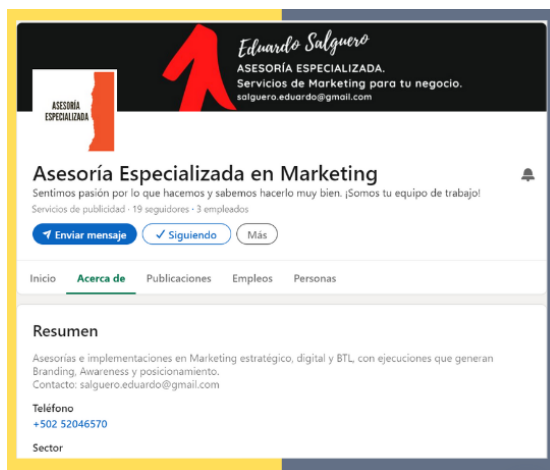 Eduardo Salguero
ASESORÍA ESPECIALIZADA.
Servicios de Marketing para tu negocio.
salguero.eduardo@gmail.com
ASESORÍA
ESPECIALIZADA
Asesoría Especializada en Marketing
Sentimos pasión por lo que hacemos y sabemos hacerlo muy bien. ¡Somos tu equipo de trabajo!
Servicios de publicidad · 19 seguidores · 3 empleados
Enviar mensaje
Siguiendo
Más
Inicio Acerca de Publicaciones Empleos Personas
Resumen
Asesorías e implementaciones en Marketing estratégico, digital y BTL, con ejecuciones que generan
Branding, Awareness y posicionamiento.
Contacto: salguero.eduardo@gmail.com
Teléfono
+502 52046570
Sector